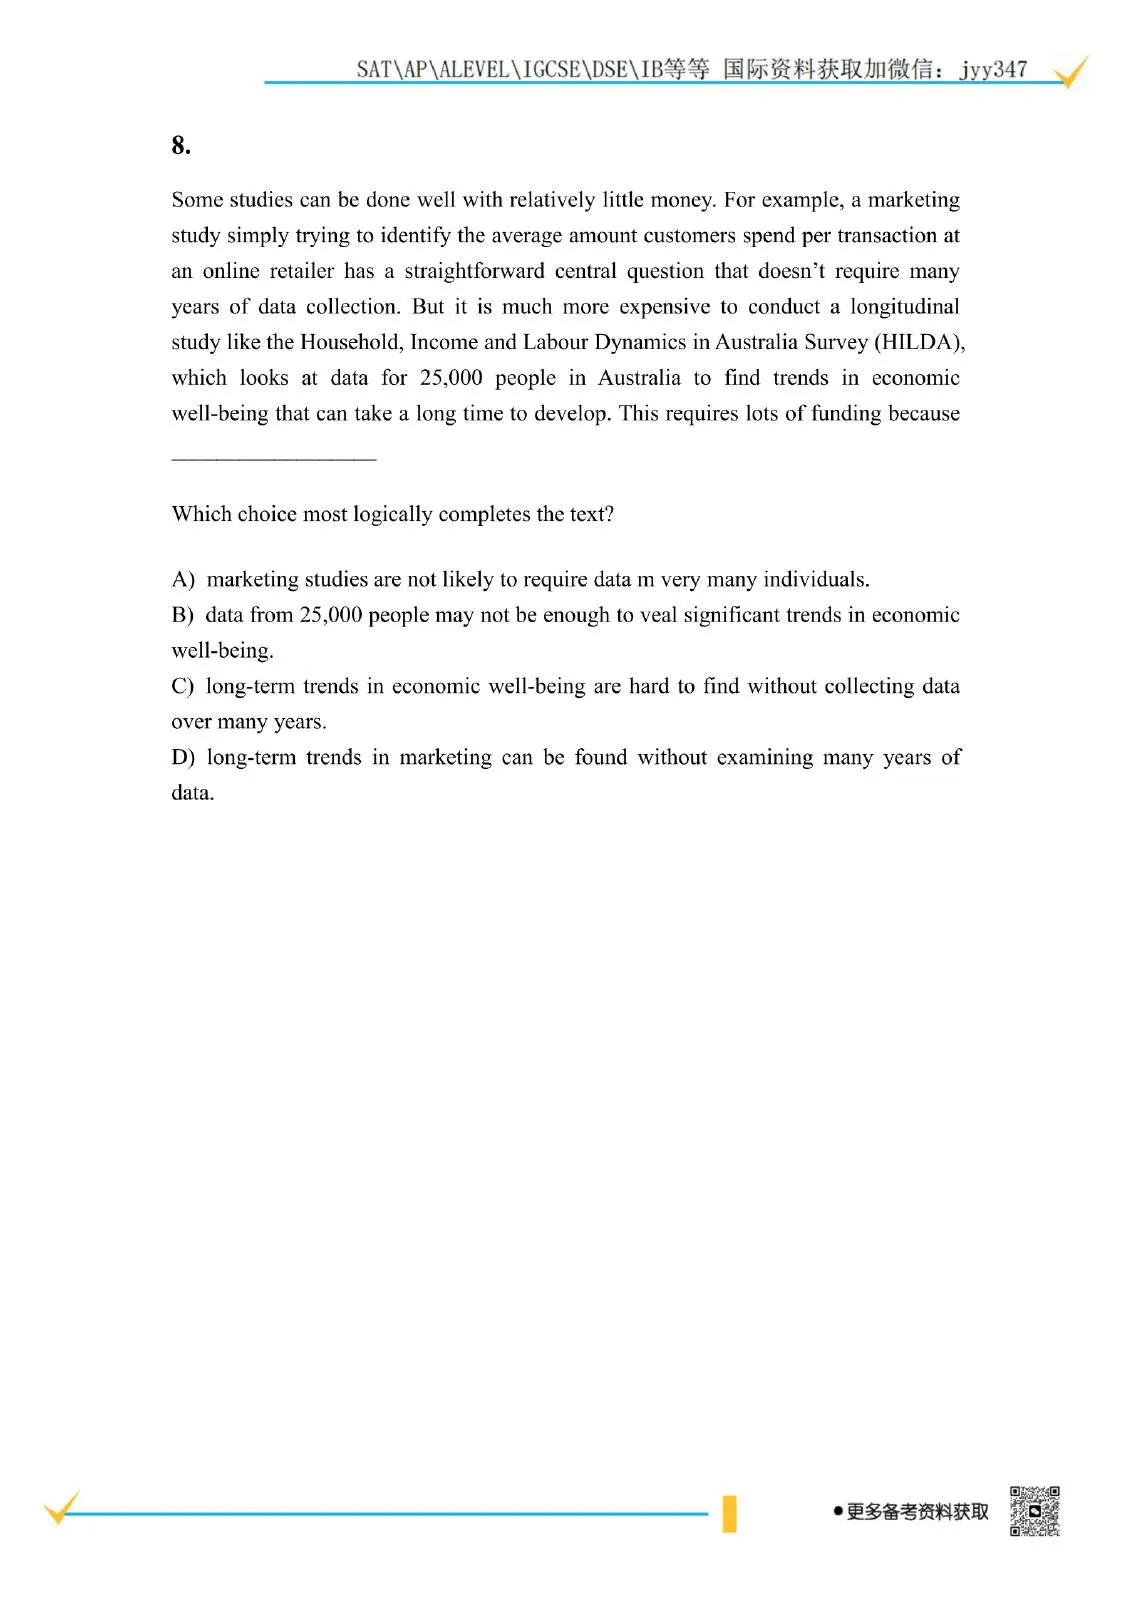 SAT\AP\ALEVEL\IGCSE\DSE\IB等等 国际资料获取加微信：jyy347
8.
Some studies can be done well with relatively little money. For example, a marketing
study simply trying to identify the average amount customers spend per transaction at
an online retailer has a straightforward central question that doesn’t require many
years of data collection. But it is much more expensive to conduct a longitudinal
study like the Household, Income and Labour Dynamics in Australia Survey (HILDA),
which looks at data for 25,000 people in Australia to find trends in economic
well-being that can take a long time to develop. This requires lots of funding because
___________________
Which choice most logically completes the text?
A) marketing studies are not likely to require data m very many individuals.
B) data from 25,000 people may not be enough to veal significant trends in economic
well-being.
C) long-term trends in economic well-being are hard to find without collecting data
over many years.
D) long-term trends in marketing can be found without examining many years of
data.
●更多备考资料获取